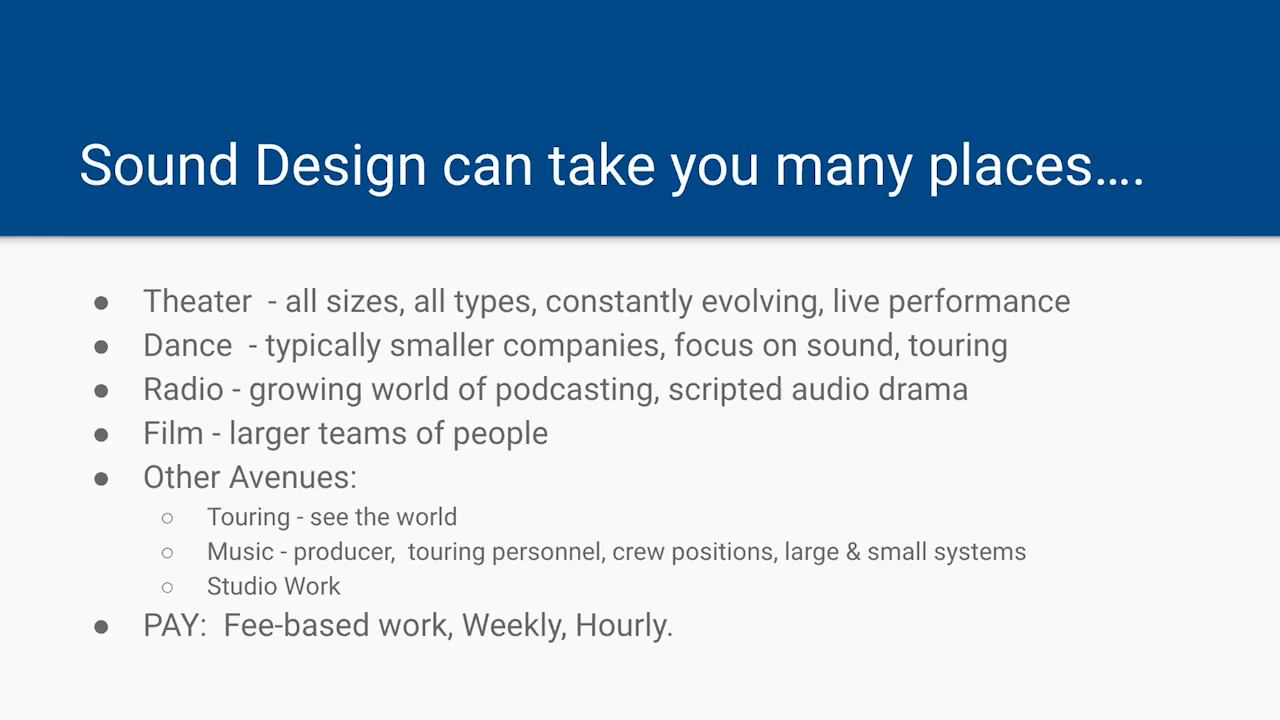 Sound Design can take you many places....
● Theater - all sizes, all types, constantly evolving, live performance
● Dance - typically smaller companies, focus on sound, touring
● Radio - growing world of podcasting, scripted audio drama
● Film - larger teams of people
● Other Avenues:
○ Touring - see the world
○ Music - producer, touring personnel, crew positions, large & small systems
○ Studio Work
● PAY: Fee-based work, Weekly, Hourly.